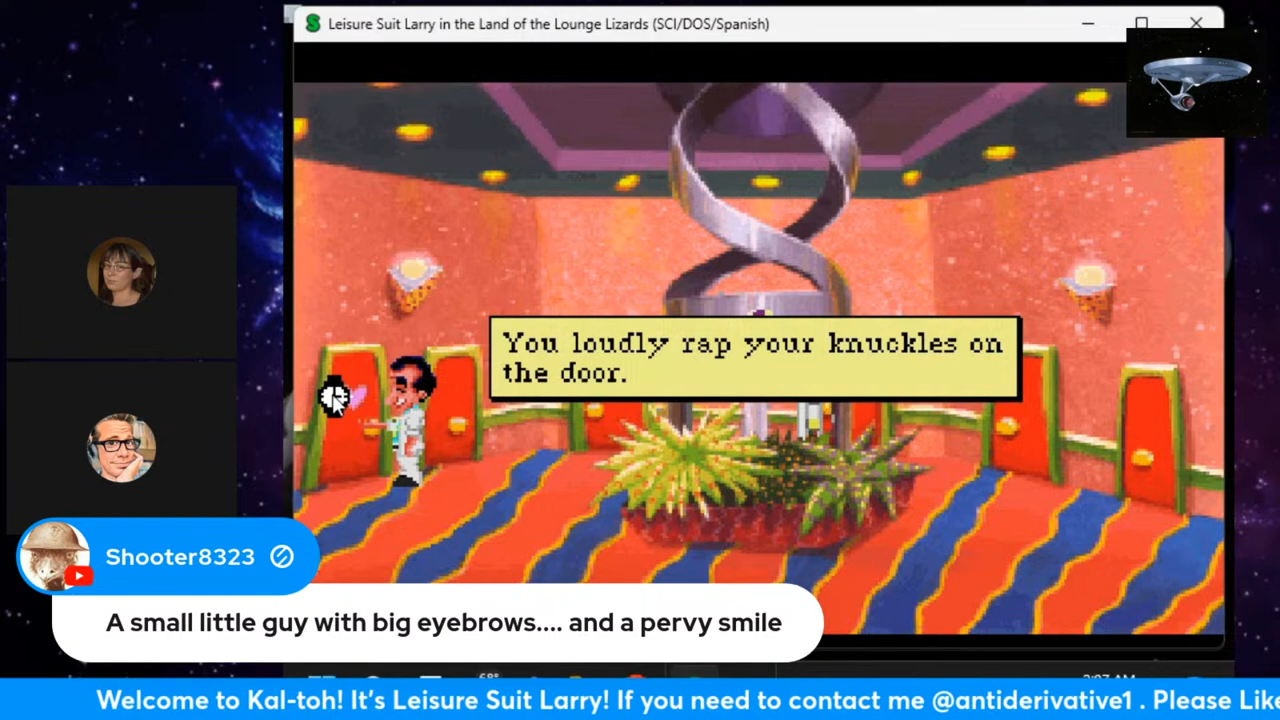 Leisure Suit Larry in the Land of the Lounge Lizards (SCI/DOS/Spanish)
You loudly rap your knuckles on
the door.
Shooter8323
A small little guy with big eyebrows.... and a pervy smile
Welcome to Kal-toh! It's Leisure Suit Larry! If you need to contact me @antiderivative1 . Please Like